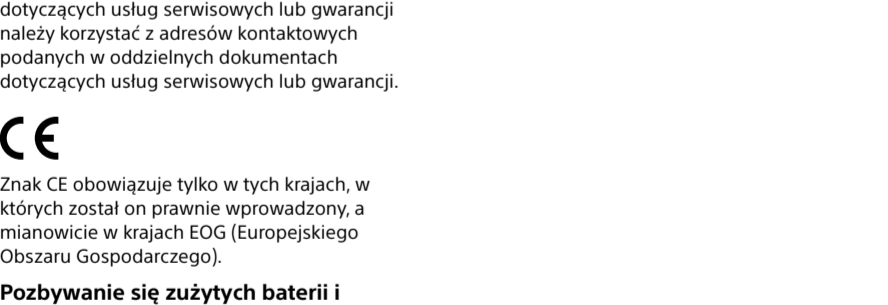 dotyczących usług serwisowych lub gwarancji
należy korzystać z adresów kontaktowych
podanych w oddzielnych dokumentach
dotyczących usług serwisowych lub gwarancji.
CE
Znak CE obowiązuje tylko w tych krajach, w
których został on prawnie wprowadzony, a
mianowicie w krajach EOG (Europejskiego
Obszaru Gospodarczego).
Pozbywanie się zużytych baterii i